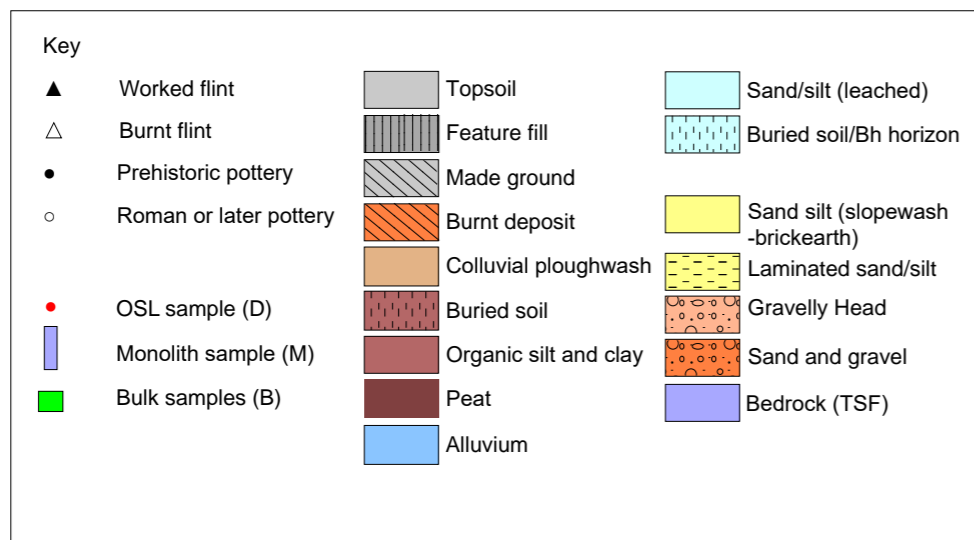 Key
Worked flint
Burnt flint
Prehistoric pottery
Roman or later pottery
OSL sample (D)
Monolith sample (M)
Bulk samples (B)
Topsoil
Feature fill
Made ground
Burnt deposit
Colluvial ploughwash
Buried soil
Organic silt and clay
Peat
Alluvium
Sand/silt (leached)
Buried soil/Bh horizon
Sand silt (slopewash
-brickearth)
Laminated sand/silt
Gravelly Head
Sand and gravel
Bedrock (TSF)